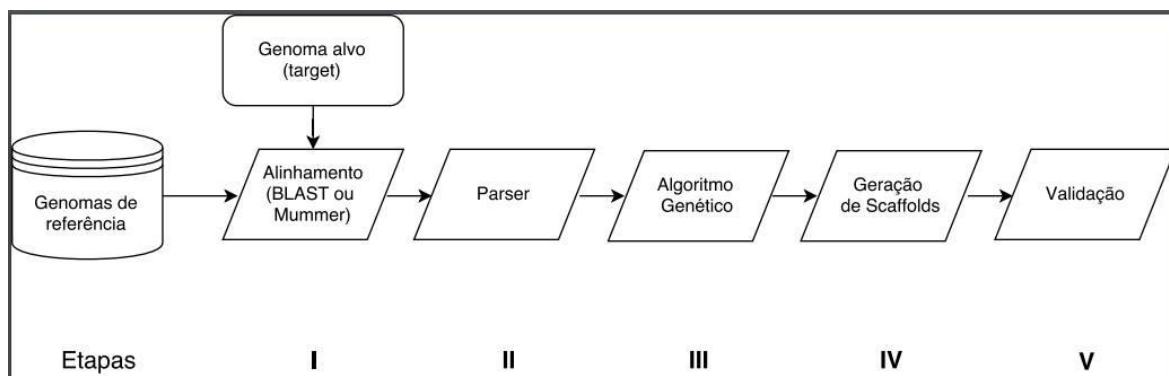 Genoma alvo
(target)
Genomas de
referência
Alinhamento
(BLAST ou
Mummer)
Parser
Algoritmo
Genético
Geração
de Scaffolds
Validação
Etapas
I
II
III
IV
V